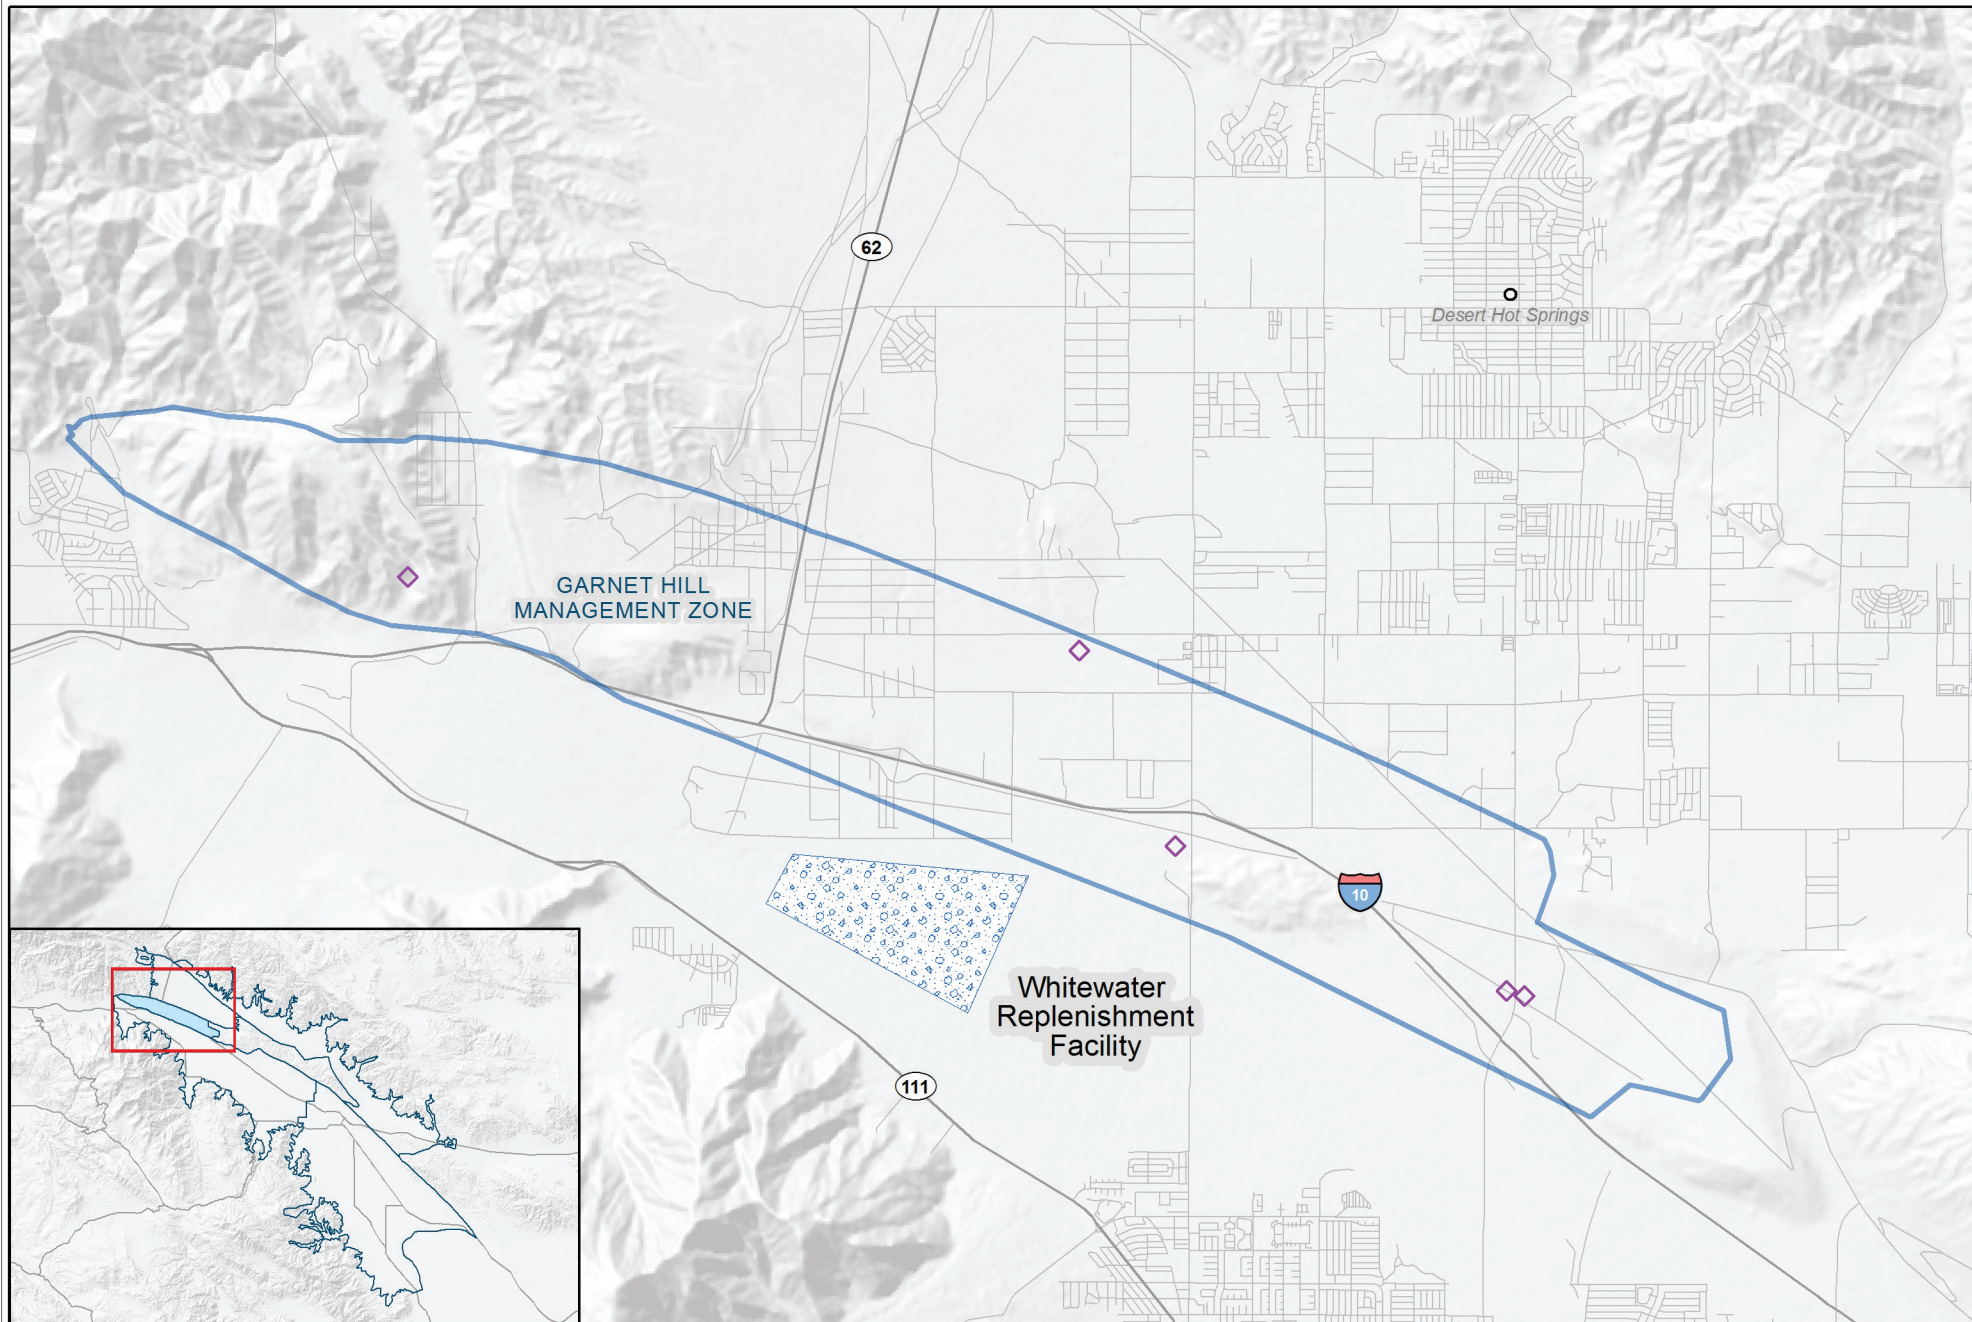 62
Desert Hot Springs
GARNET HILL
MANAGEMENT ZONE
10
Whitewater
Replenishment
Facility
111